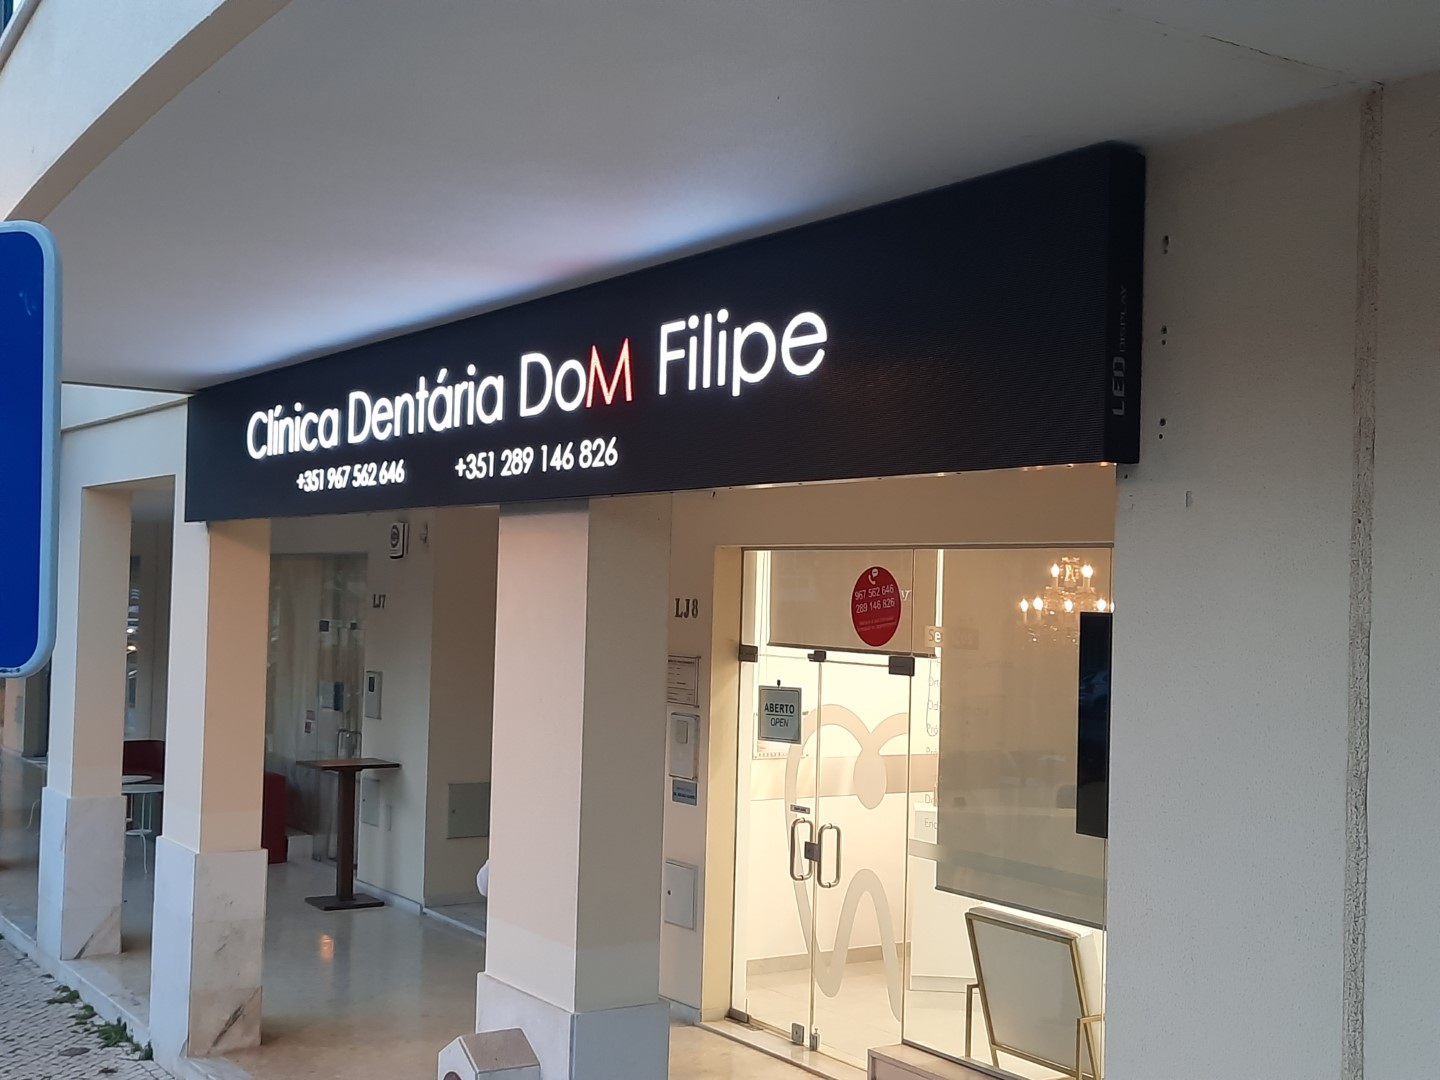 Clínica Dentária DoM Filipe
+351 967 562 646 +351 289 146 826
LED DISPLAY
LJ7
LJ8
967 562 646
289 146 826
ABERTO
OPEN